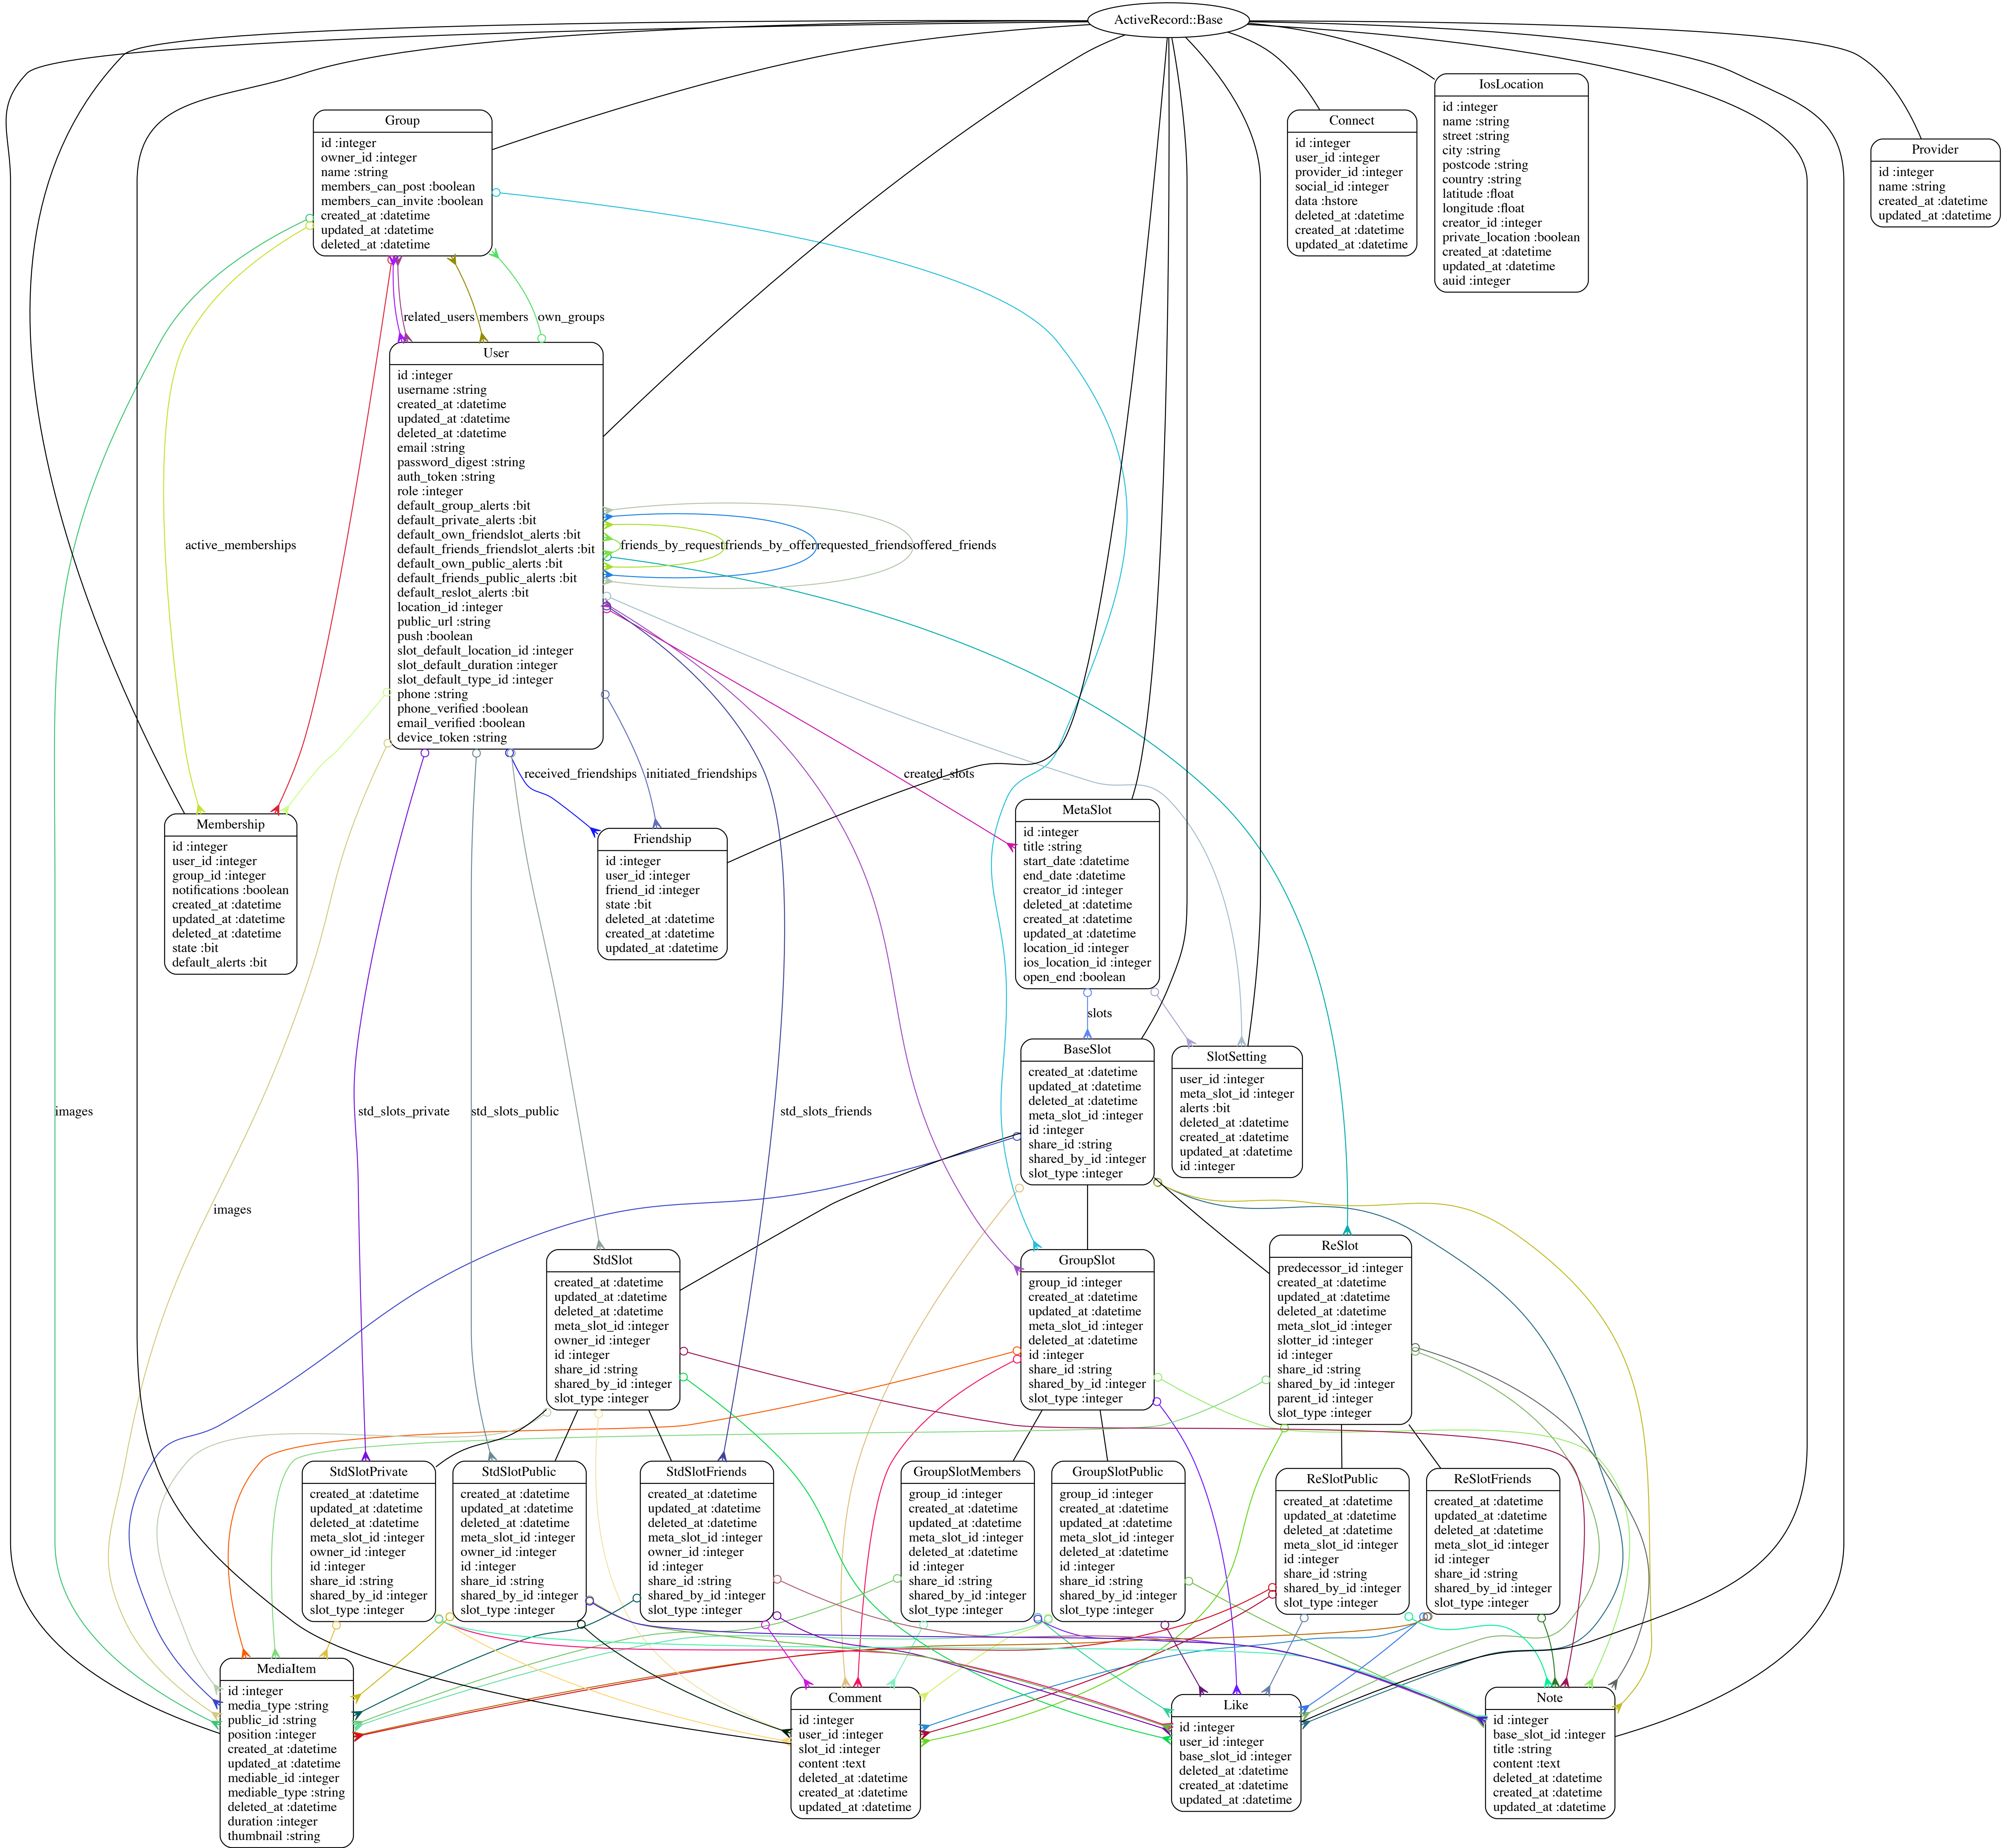 ActiveRecord::Base
Group
id :integer
owner_id :integer
name :string
members_can_post :boolean
members_can_invite :boolean
created_at :datetime
updated_at :datetime
deleted_at :datetime
Connect
id :integer
user_id :integer
provider_id :integer
social_id :integer
data :hstore
deleted_at :datetime
created_at :datetime
updated_at :datetime
IosLocation
id :integer
name :string
street :string
city :string
postcode :string
country :string
latitude :float
longitude :float
creator_id :integer
private_location :boolean
created_at :datetime
updated_at :datetime
auid :integer
Provider
id :integer
name :string
created_at :datetime
updated_at :datetime
related_users
members
own_groups
User
id :integer
username :string
created_at :datetime
updated_at :datetime
deleted_at :datetime
email :string
password_digest :string
auth_token :string
role :integer
default_group_alerts :bit
default_private_alerts :bit
default_own_friendslot_alerts :bit
default_friends_friendslot_alerts :bit
default_own_public_alerts :bit
default_friends_public_alerts :bit
default_reslot_alerts :bit
location_id :integer
public_url :string
push :boolean
slot_default_location_id :integer
slot_default_duration :integer
slot_default_type_id :integer
phone :string
phone_verified :boolean
email_verified :boolean
device_token :string
active_memberships
friends_by_request
friends_by_offer
requested_friends
offered_friends
received_friendships
initiated_friendships
created_slots
Membership
id :integer
user_id :integer
group_id :integer
notifications :boolean
created_at :datetime
updated_at :datetime
deleted_at :datetime
state :bit
default_alerts :bit
Friendship
id :integer
user_id :integer
friend_id :integer
state :bit
deleted_at :datetime
created_at :datetime
updated_at :datetime
MetaSlot
id :integer
title :string
start_date :datetime
end_date :datetime
creator_id :integer
deleted_at :datetime
created_at :datetime
updated_at :datetime
location_id :integer
ios_location_id :integer
open_end :boolean
slots
BaseSlot
created_at :datetime
updated_at :datetime
deleted_at :datetime
meta_slot_id :integer
id :integer
share_id :string
shared_by_id :integer
slot_type :integer
SlotSetting
user_id :integer
meta_slot_id :integer
alerts :bit
deleted_at :datetime
created_at :datetime
updated_at :datetime
id :integer
images
std_slots_private
std_slots_public
std_slots_friends
images
StdSlot
created_at :datetime
updated_at :datetime
deleted_at :datetime
meta_slot_id :integer
owner_id :integer
id :integer
share_id :string
shared_by_id :integer
slot_type :integer
GroupSlot
group_id :integer
created_at :datetime
updated_at :datetime
meta_slot_id :integer
deleted_at :datetime
id :integer
share_id :string
shared_by_id :integer
slot_type :integer
ReSlot
predecessor_id :integer
created_at :datetime
updated_at :datetime
deleted_at :datetime
meta_slot_id :integer
slotter_id :integer
id :integer
share_id :string
shared_by_id :integer
parent_id :integer
slot_type :integer
StdSlotPrivate
created_at :datetime
updated_at :datetime
deleted_at :datetime
meta_slot_id :integer
owner_id :integer
id :integer
share_id :string
shared_by_id :integer
slot_type :integer
StdSlotPublic
created_at :datetime
updated_at :datetime
deleted_at :datetime
meta_slot_id :integer
owner_id :integer
id :integer
share_id :string
shared_by_id :integer
slot_type :integer
StdSlotFriends
created_at :datetime
updated_at :datetime
deleted_at :datetime
meta_slot_id :integer
owner_id :integer
id :integer
share_id :string
shared_by_id :integer
slot_type :integer
GroupSlotMembers
group_id :integer
created_at :datetime
updated_at :datetime
meta_slot_id :integer
deleted_at :datetime
id :integer
share_id :string
shared_by_id :integer
slot_type :integer
GroupSlotPublic
group_id :integer
created_at :datetime
updated_at :datetime
meta_slot_id :integer
deleted_at :datetime
id :integer
share_id :string
shared_by_id :integer
slot_type :integer
ReSlotPublic
created_at :datetime
updated_at :datetime
deleted_at :datetime
meta_slot_id :integer
id :integer
share_id :string
shared_by_id :integer
slot_type :integer
ReSlotFriends
created_at :datetime
updated_at :datetime
deleted_at :datetime
meta_slot_id :integer
id :integer
share_id :string
shared_by_id :integer
slot_type :integer
MediaItem
id :integer
media_type :string
public_id :string
position :integer
created_at :datetime
updated_at :datetime
mediable_id :integer
mediable_type :string
deleted_at :datetime
duration :integer
thumbnail :string
Comment
id :integer
user_id :integer
slot_id :integer
content :text
deleted_at :datetime
created_at :datetime
updated_at :datetime
Like
id :integer
user_id :integer
base_slot_id :integer
deleted_at :datetime
created_at :datetime
updated_at :datetime
Note
id :integer
base_slot_id :integer
title :string
content :text
deleted_at :datetime
created_at :datetime
updated_at :datetime